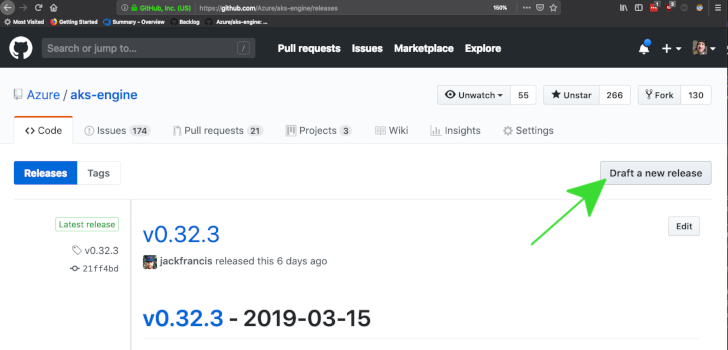 GitHub, Inc. (US) https://github.com/Azure/aks-engine/releases 150%
Most Visited Getting Started Summary – Overview Blog Azure/aks-engine: ...
Search or jump to... / Pull requests Issues Marketplace Explore
Azure / aks-engine Unwatch 55 Unstar 266 Fork 130
Code Issues 174 Pull requests 21 Projects 3 Wiki Insights Settings
Releases Tags Draft a new release
Latest release
v0.32.3 Edit
v0.32.3
21ff4bd
jackfrancis released this 6 days ago
v0.32.3 - 2019-03-15